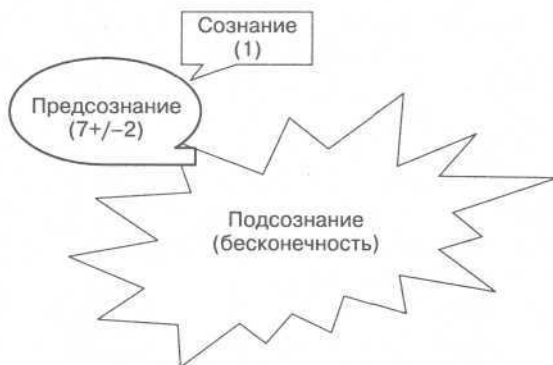 Сознание
(1)
Предсознание
(7+/–2)
Подсознание
(бесконечность)